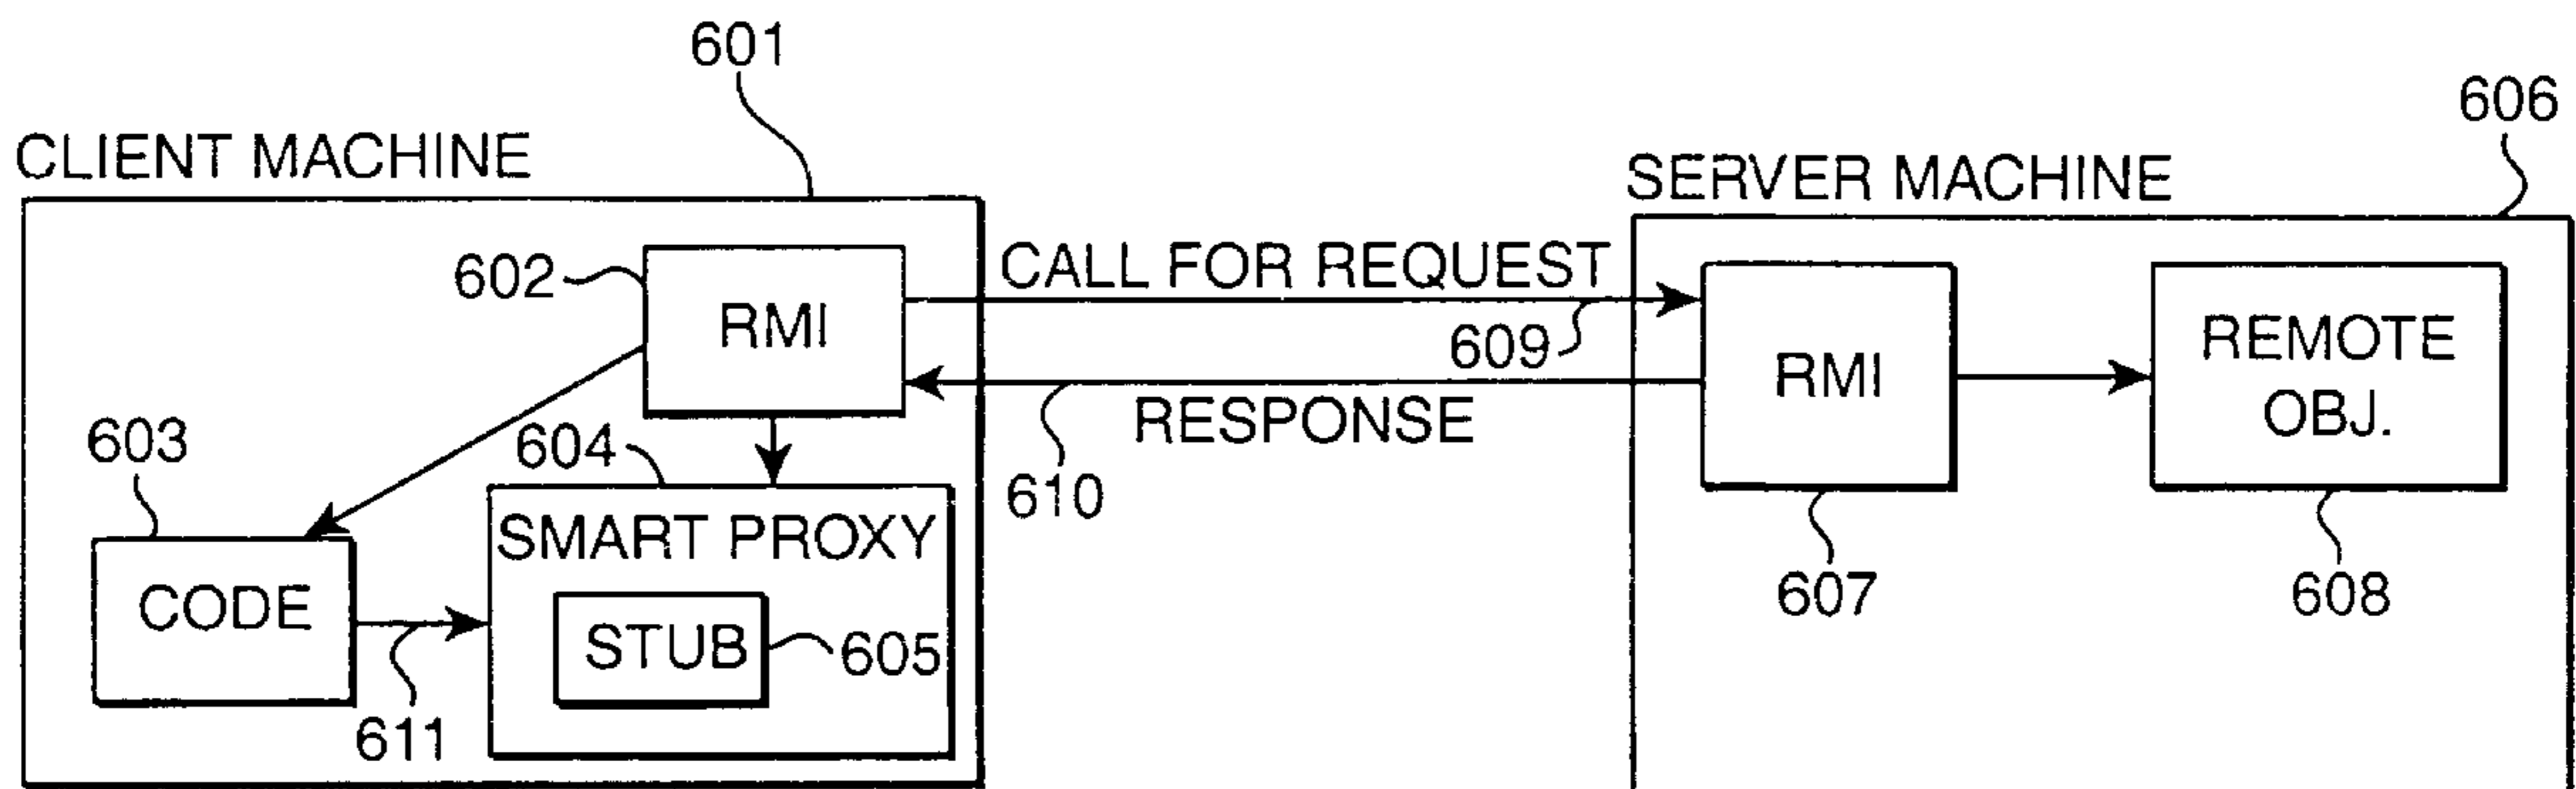 601
606
CLIENT MACHINE
SERVER MACHINE
602
RMI
CALL FOR REQUEST
609
RMI
REMOTE
OBJ.
RESPONSE
603
604
610
SMART PROXY
CODE
STUB
605
607
608
611